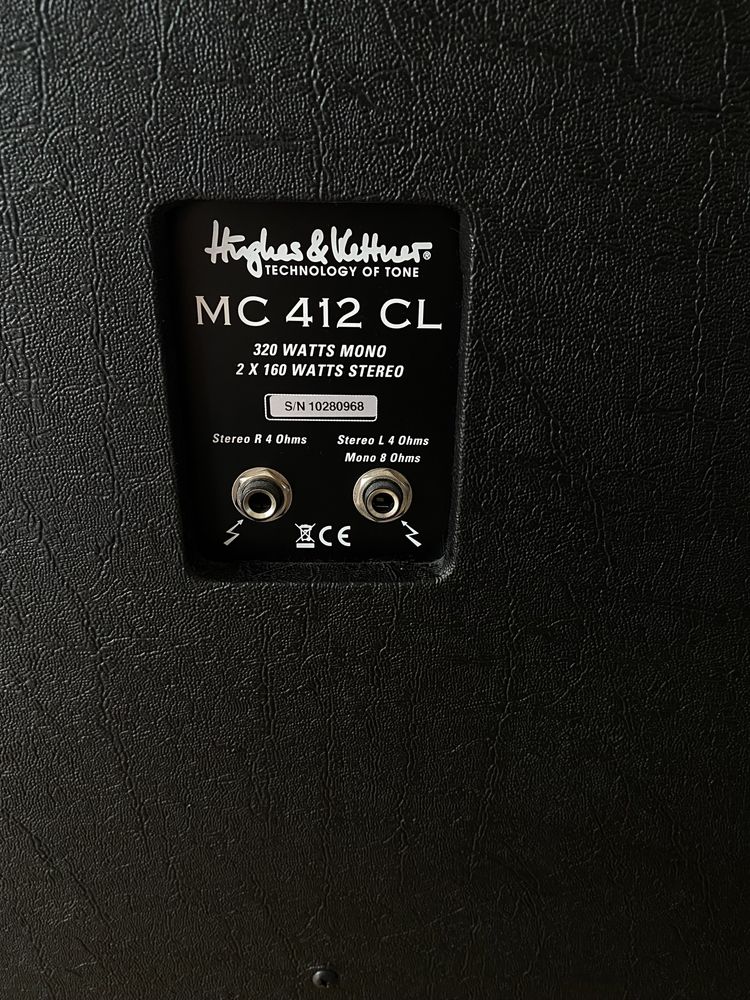 Hughes & Kettner®
TECHNOLOGY OF TONE
MC 412 CL
320 WATTS MONO
2 X 160 WATTS STEREO
S/N 10280968
Stereo R 4 Ohms
Stereo L 4 Ohms
Mono 8 Ohms
CE